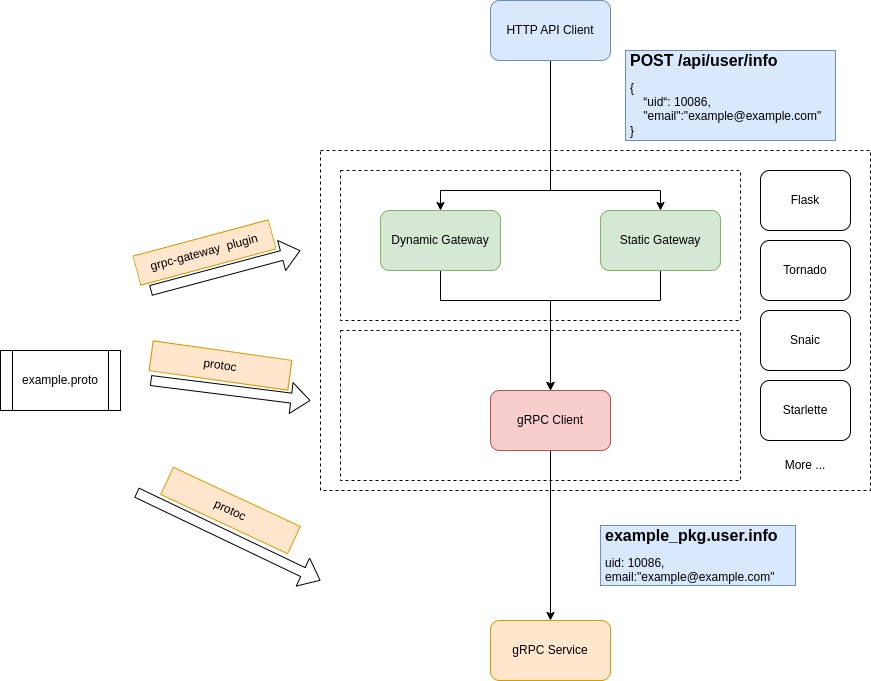 HTTP API Client
POST /api/user/info
{
“uid“: 10086,
"email":"example@example.com"
}
Flask
grpc-gateway plugin
Dynamic Gateway
Static Gateway
Tornado
Snaic
protoc
example.proto
Starlette
gRPC Client
More ...
protoc
example_pkg.user.info
uid: 10086,
email:"example@example.com"
gRPC Service